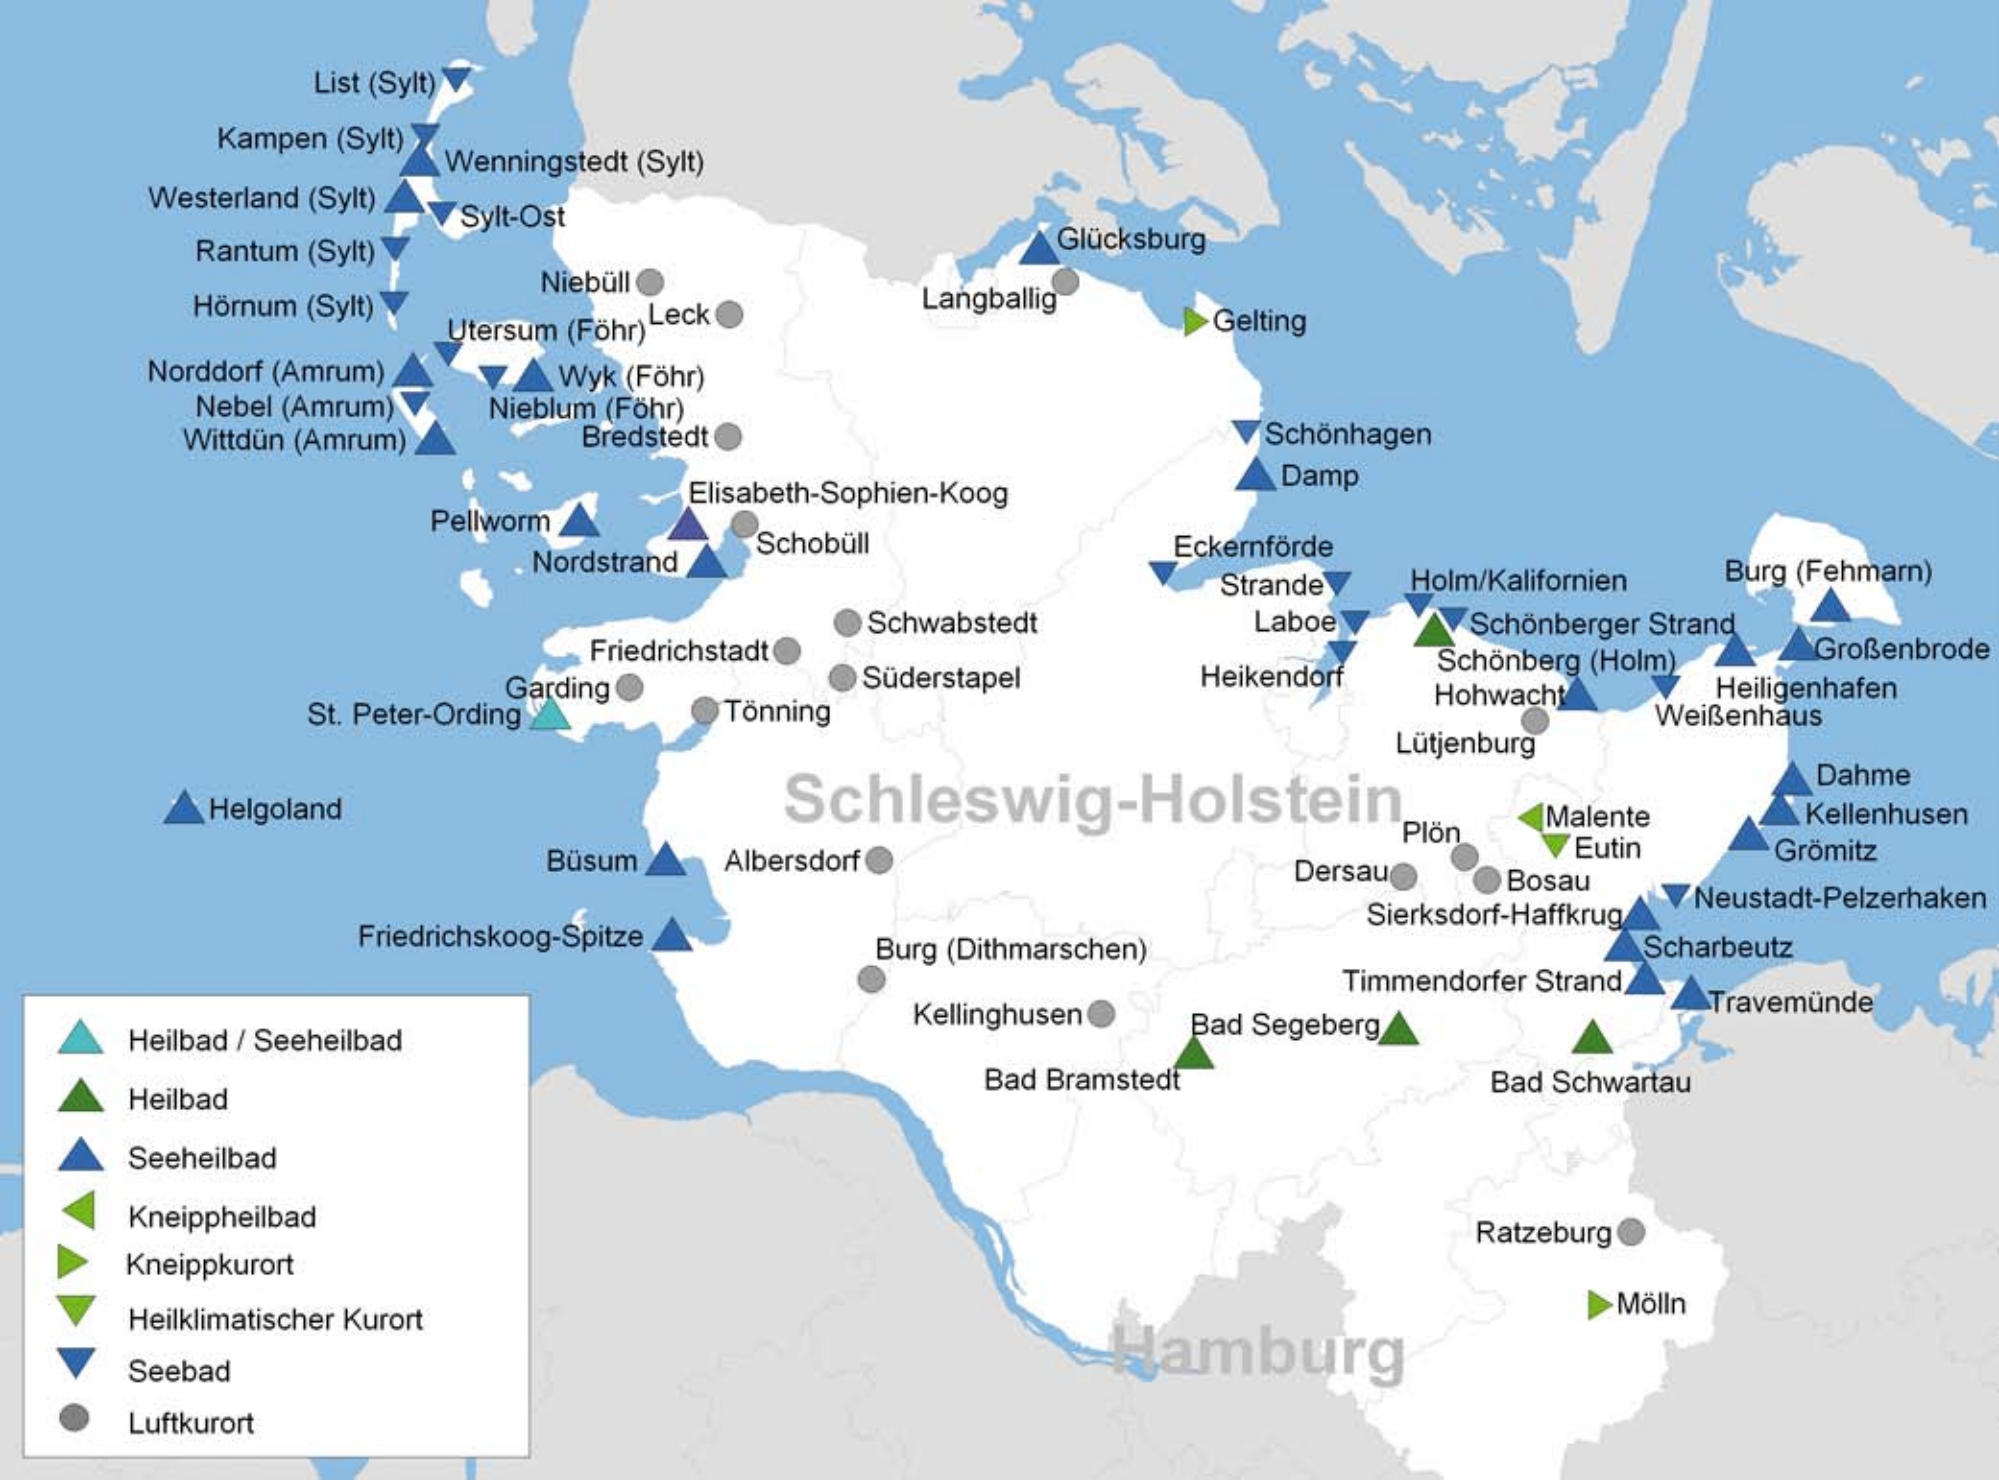 List (Sylt)
Kampen (Sylt)
Wenningstedt (Sylt)
Westerland (Sylt)
Sylt-Ost
Rantum (Sylt)
Hörnum (Sylt)
Glücksburg
Niebüll
Langballig
Leck
Gelting
Utersum (Föhr)
Norddorf (Amrum)
Wyk (Föhr)
Nebel (Amrum)
Nieblum (Föhr)
Wittdün (Amrum)
Bredstedt
Schönhagen
Damp
Elisabeth-Sophien-Koog
Pellworm
Schobüll
Nordstrand
Eckernförde
Strande
Holm/Kalifornien
Burg (Fehmarn)
Laboe
Schönberger Strand
Schwabstedt
Friedrichstadt
Großenbrode
Schönberg (Holm)
Heikendorf
Süderstapel
Garding
Hohwacht
Heiligenhafen
St. Peter-Ording
Tönning
Weißenhaus
Lütjenburg
Schleswig-Holstein
Dahme
Helgoland
Malente
Kellenhusen
Plön
Eutin
Grömitz
Büsum
Albersdorf
Dersau
Bosau
Neustadt-Pelzerhaken
Sierksdorf-Haffkrug
Friedrichskoog-Spitze
Scharbeutz
Burg (Dithmarschen)
Timmendorfer Strand
Travemünde
Kellinghusen
Bad Segeberg
Bad Bramstedt
Bad Schwartau
Ratzeburg
Mölln
Hamburg
Heilbad / Seeheilbad
Heilbad
Seeheilbad
Kneippheilbad
Kneippkurort
Heilklimatischer Kurort
Seebad
Luftkurort